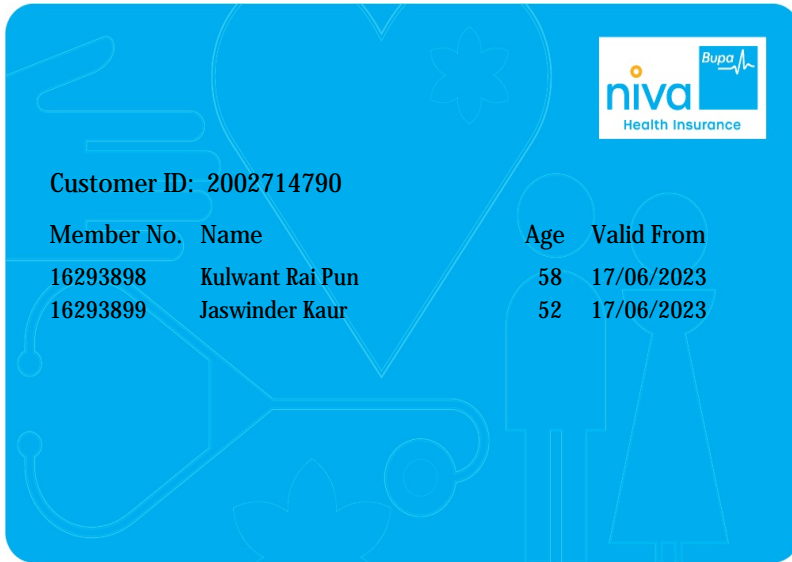 Bupa
niva
Health Insurance
Customer ID: 2002714790
Member No. Name Age Valid From
16293898 Kulwant Rai Pun 58 17/06/2023
16293899 Jaswinder Kaur 52 17/06/2023